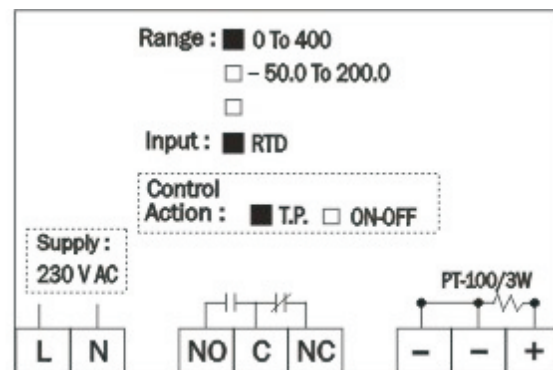 Range : 0 To 400
- 50.0 To 200.0
Input : RTD
Control
Action : T.P. ON-OFF
Supply :
230 V AC
PT-100/3W
L N NO C NC - - +